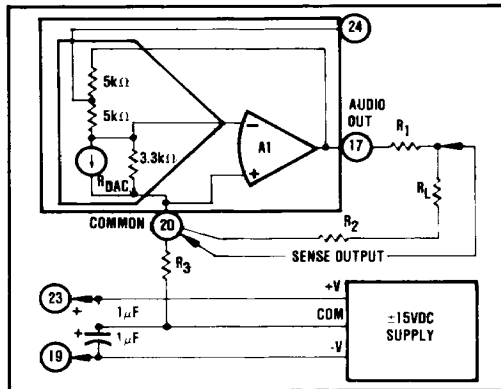 24
5kΩ
5kΩ
AUDIO
OUT
17
R1
A1
−
+
3.3kΩ
RDAC
RL
COMMON
20
R2
SENSE OUTPUT
R3
23
+
1μF
+V
COM
±15VDC
SUPPLY
+
1μF
19
-V